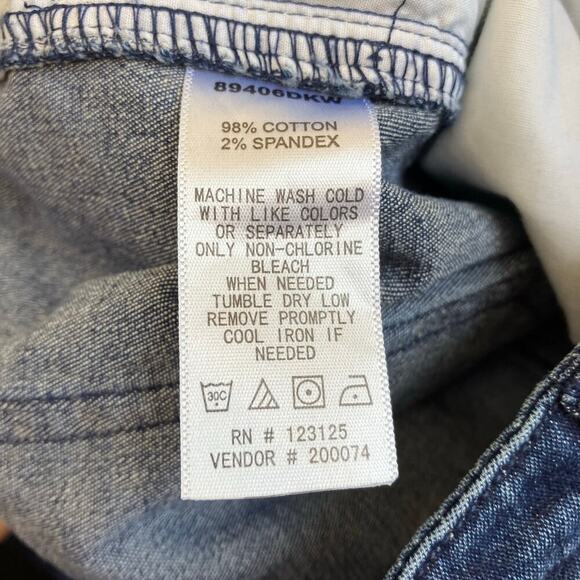 89406DKW
98% COTTON
2% SPANDEX
MACHINE WASH COLD
WITH LIKE COLORS
OR SEPARATELY
ONLY NON-CHLORINE
BLEACH
WHEN NEEDED
TUMBLE DRY LOW
REMOVE PROMPTLY
COOL IRON IF
NEEDED
30C
RN # 123125
VENDOR # 200074